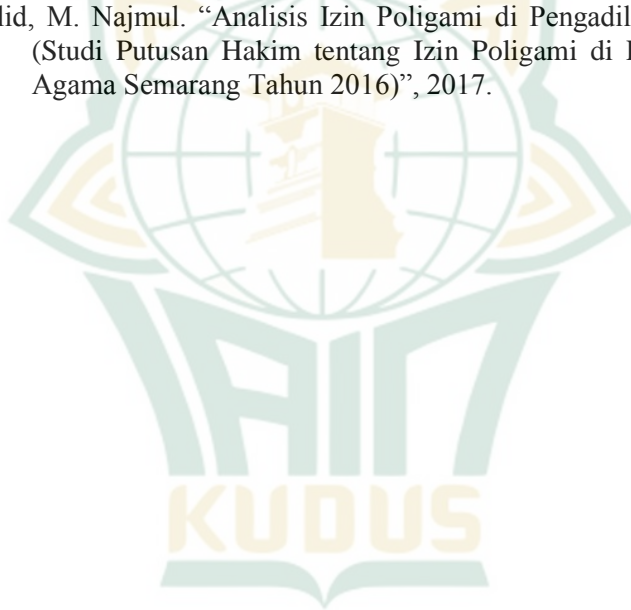 lid, M. Najmul. “Analisis Izin Poligami di Pengadil
(Studi Putusan Hakim tentang Izin Poligami di
Agama Semarang Tahun 2016)”, 2017.
IAIN
KUDUS